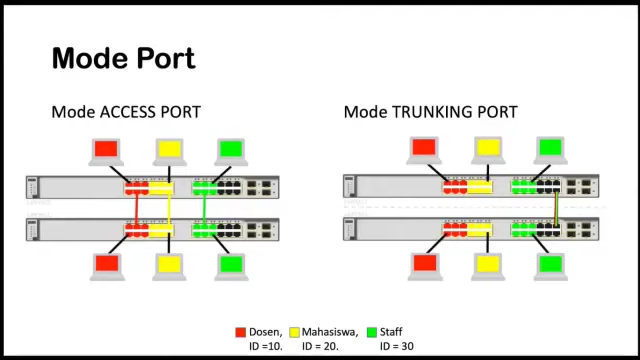 Mode Port
Mode ACCESS PORT
Mode TRUNKING PORT
Dosen,
ID =10.
Mahasiswa,
ID = 20.
Staff
ID = 30